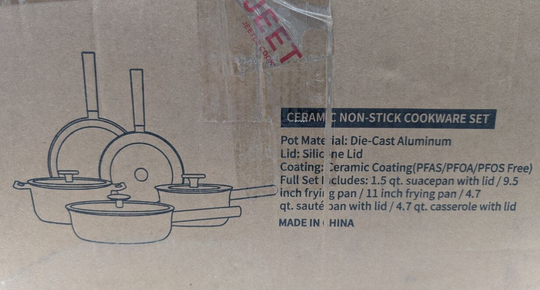 JEET
CERAMIC NON-STICK COOKWARE SET
Pot Material: Die-Cast Aluminum
Lid: Silicone Lid
Coating: Ceramic Coating(PFAS/PFOA/PFOS Free)
Full Set Includes: 1.5 qt. suacepan with lid / 9.5
inch frying pan / 11 inch frying pan / 4.7
qt. sauté pan with lid / 4.7 qt. casserole with lid
MADE IN CHINA